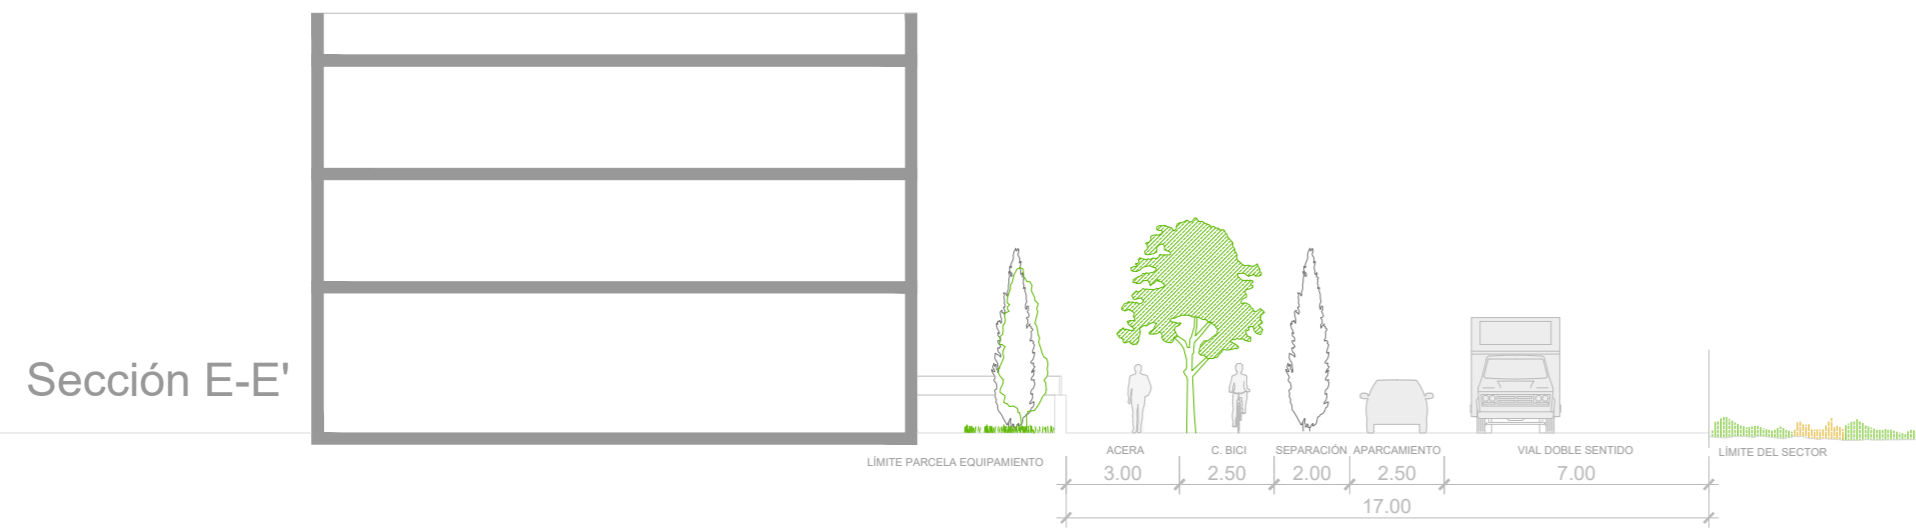 Sección E-E'
LÍMITE PARCELA EQUIPAMIENTO
ACERA C. BICI SEPARACIÓN APARCAMIENTO VIAL DOBLE SENTIDO
LÍMITE DEL SECTOR
3.00 2.50 2.00 2.50 7.00
17.00